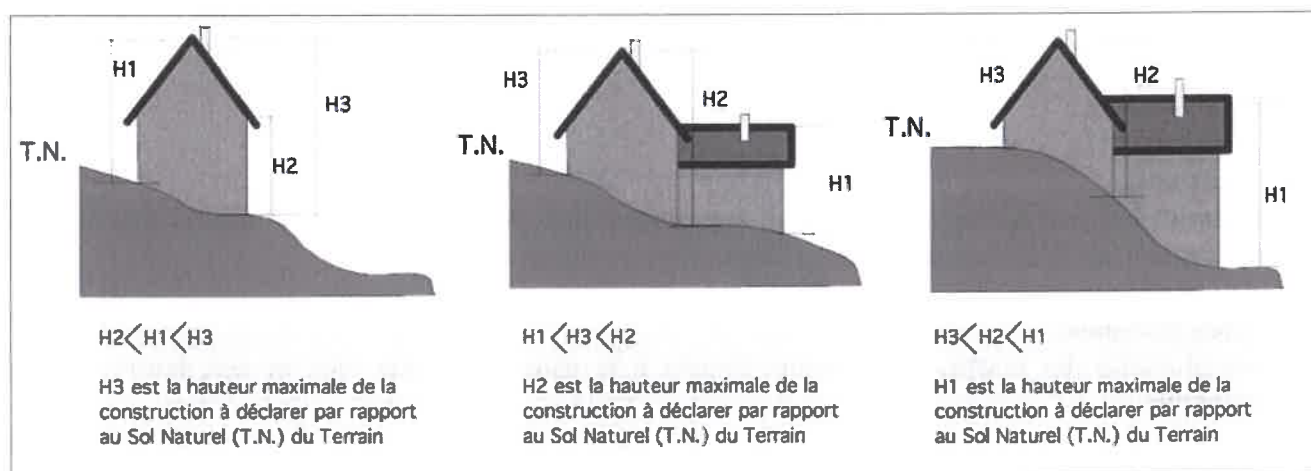 H1
H3
H2
T.N.
H2<H1<H3
H3 est la hauteur maximale de la
construction à déclarer par rapport
au Sol Naturel (T.N.) du Terrain
H3
H2
T.N.
H1
H1<H3<H2
H2 est la hauteur maximale de la
construction à déclarer par rapport
au Sol Naturel (T.N.) du Terrain
H3
H2
T.N.
H1
H3<H2<H1
H1 est la hauteur maximale de la
construction à déclarer par rapport
au Sol Naturel (T.N.) du Terrain